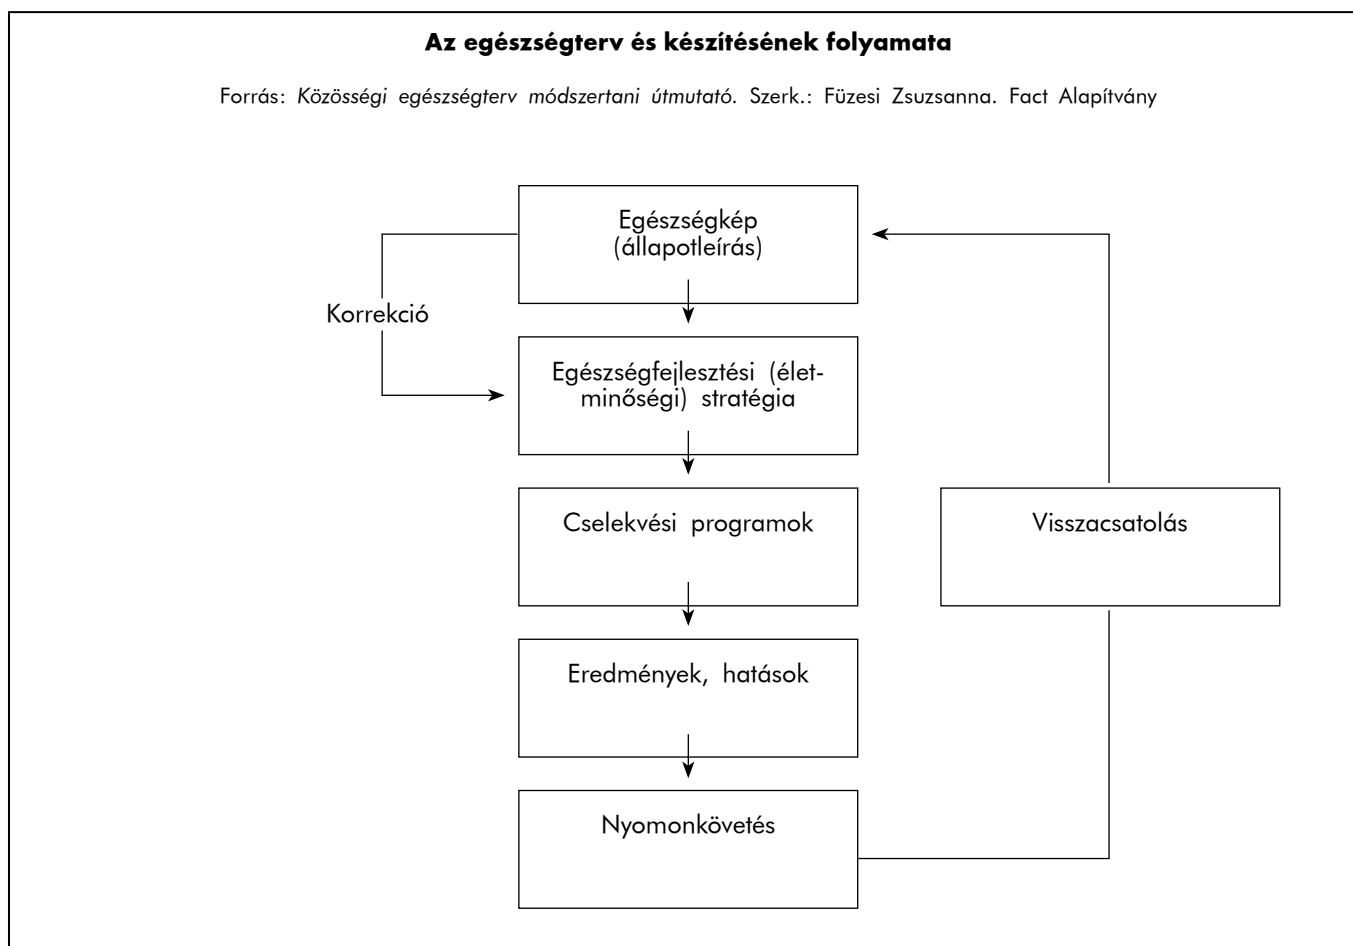 Az egészségterv és készítésének folyamata
Forrás: Közösségi egészségterv módszertani útmutató. Szerk.: Füzesi Zsuzsanna. Fact Alapítvány
Egészségkép
(állapotleírás)
Korrekció
Egészségfejlesztési (élet-
minőségi) stratégia
Cselekvési programok
Visszacsatolás
Eredmények, hatások
Nyomonkövetés